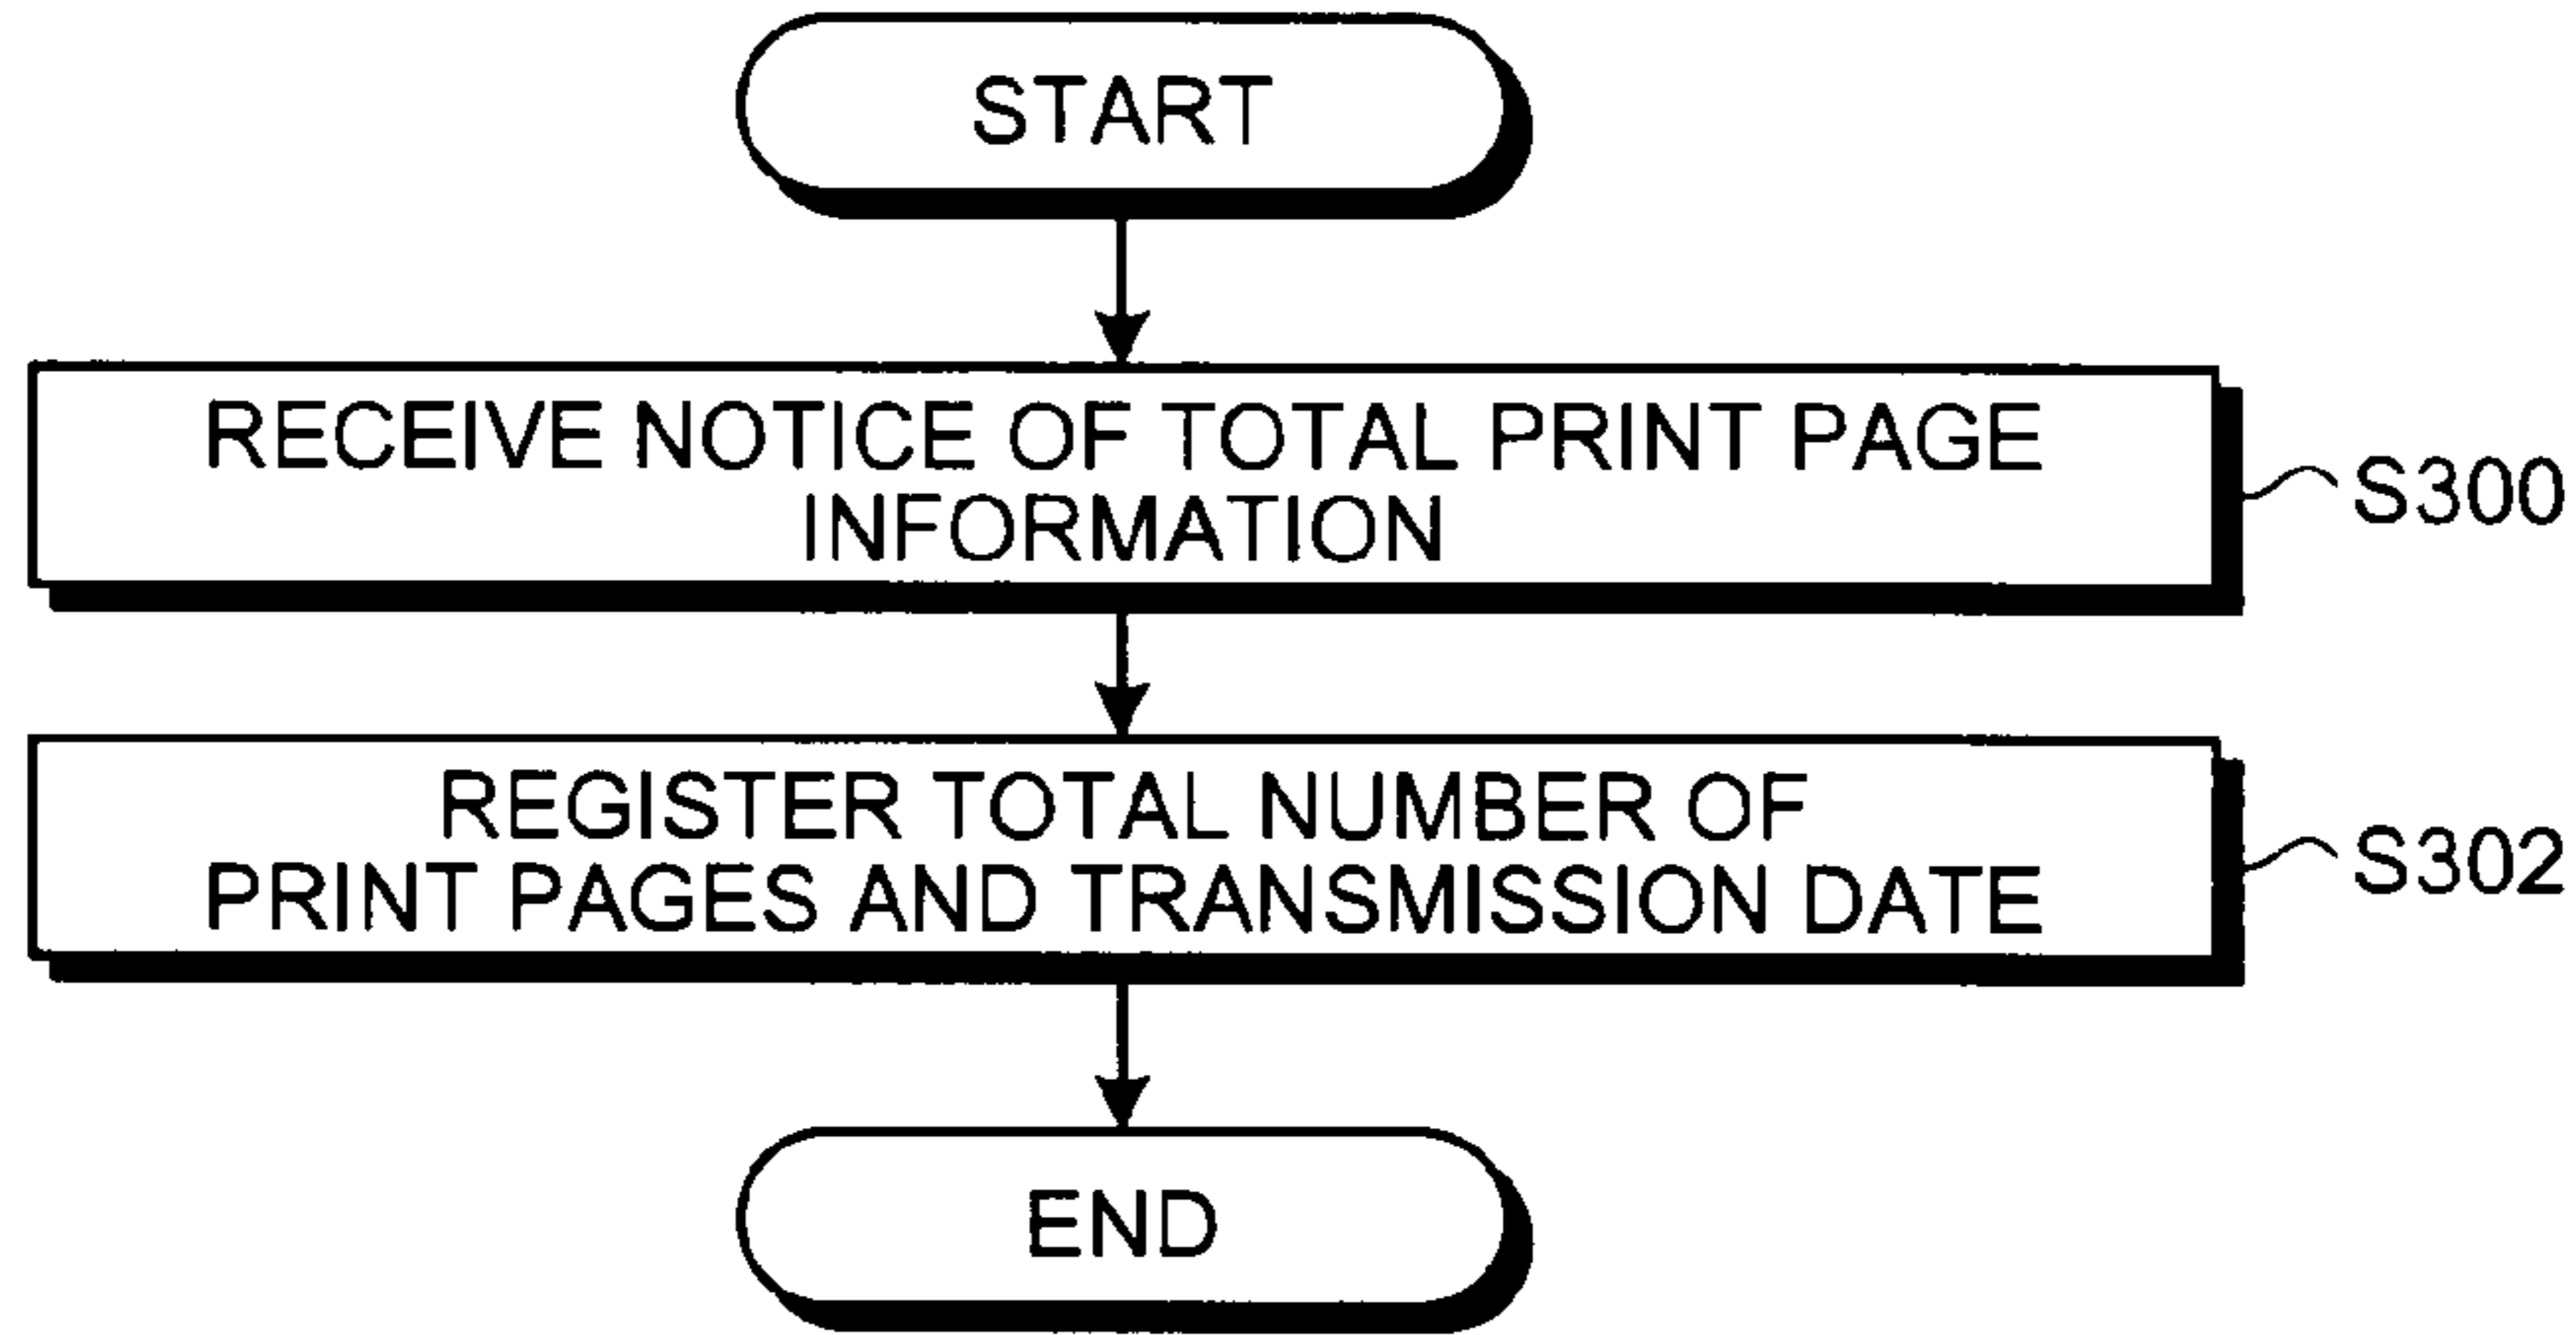 START
RECEIVE NOTICE OF TOTAL PRINT PAGE
INFORMATION
S300
REGISTER TOTAL NUMBER OF
PRINT PAGES AND TRANSMISSION DATE
S302
END